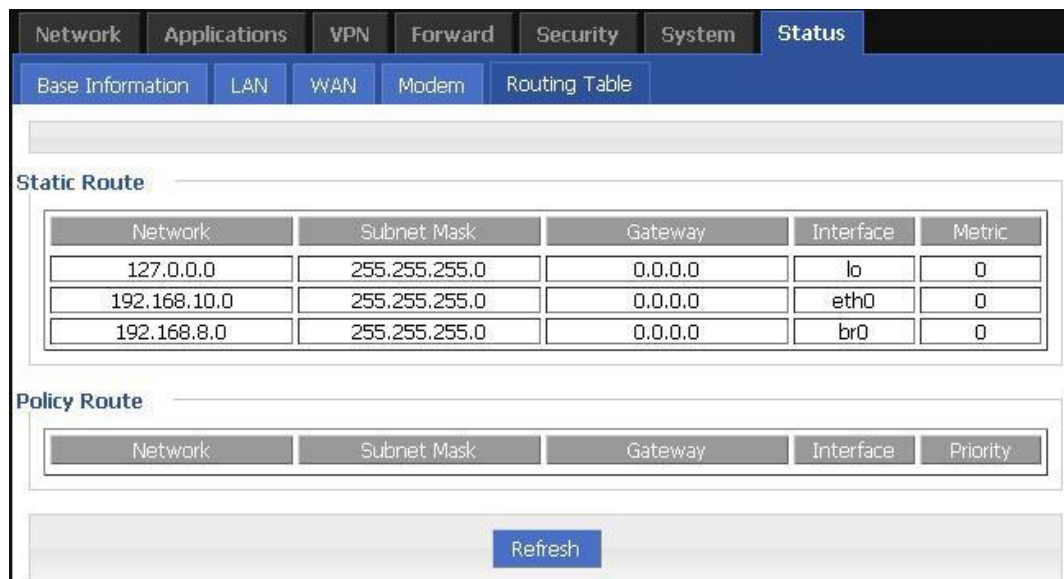 Network Applications VPN Forward Security System Status
Base Information LAN WAN Modem Routing Table
Static Route
Network Subnet Mask Gateway Interface Metric
127.0.0.0 255.255.255.0 0.0.0.0 lo 0
192.168.10.0 255.255.255.0 0.0.0.0 eth0 0
192.168.8.0 255.255.255.0 0.0.0.0 br0 0
Policy Route
Network Subnet Mask Gateway Interface Priority
Refresh